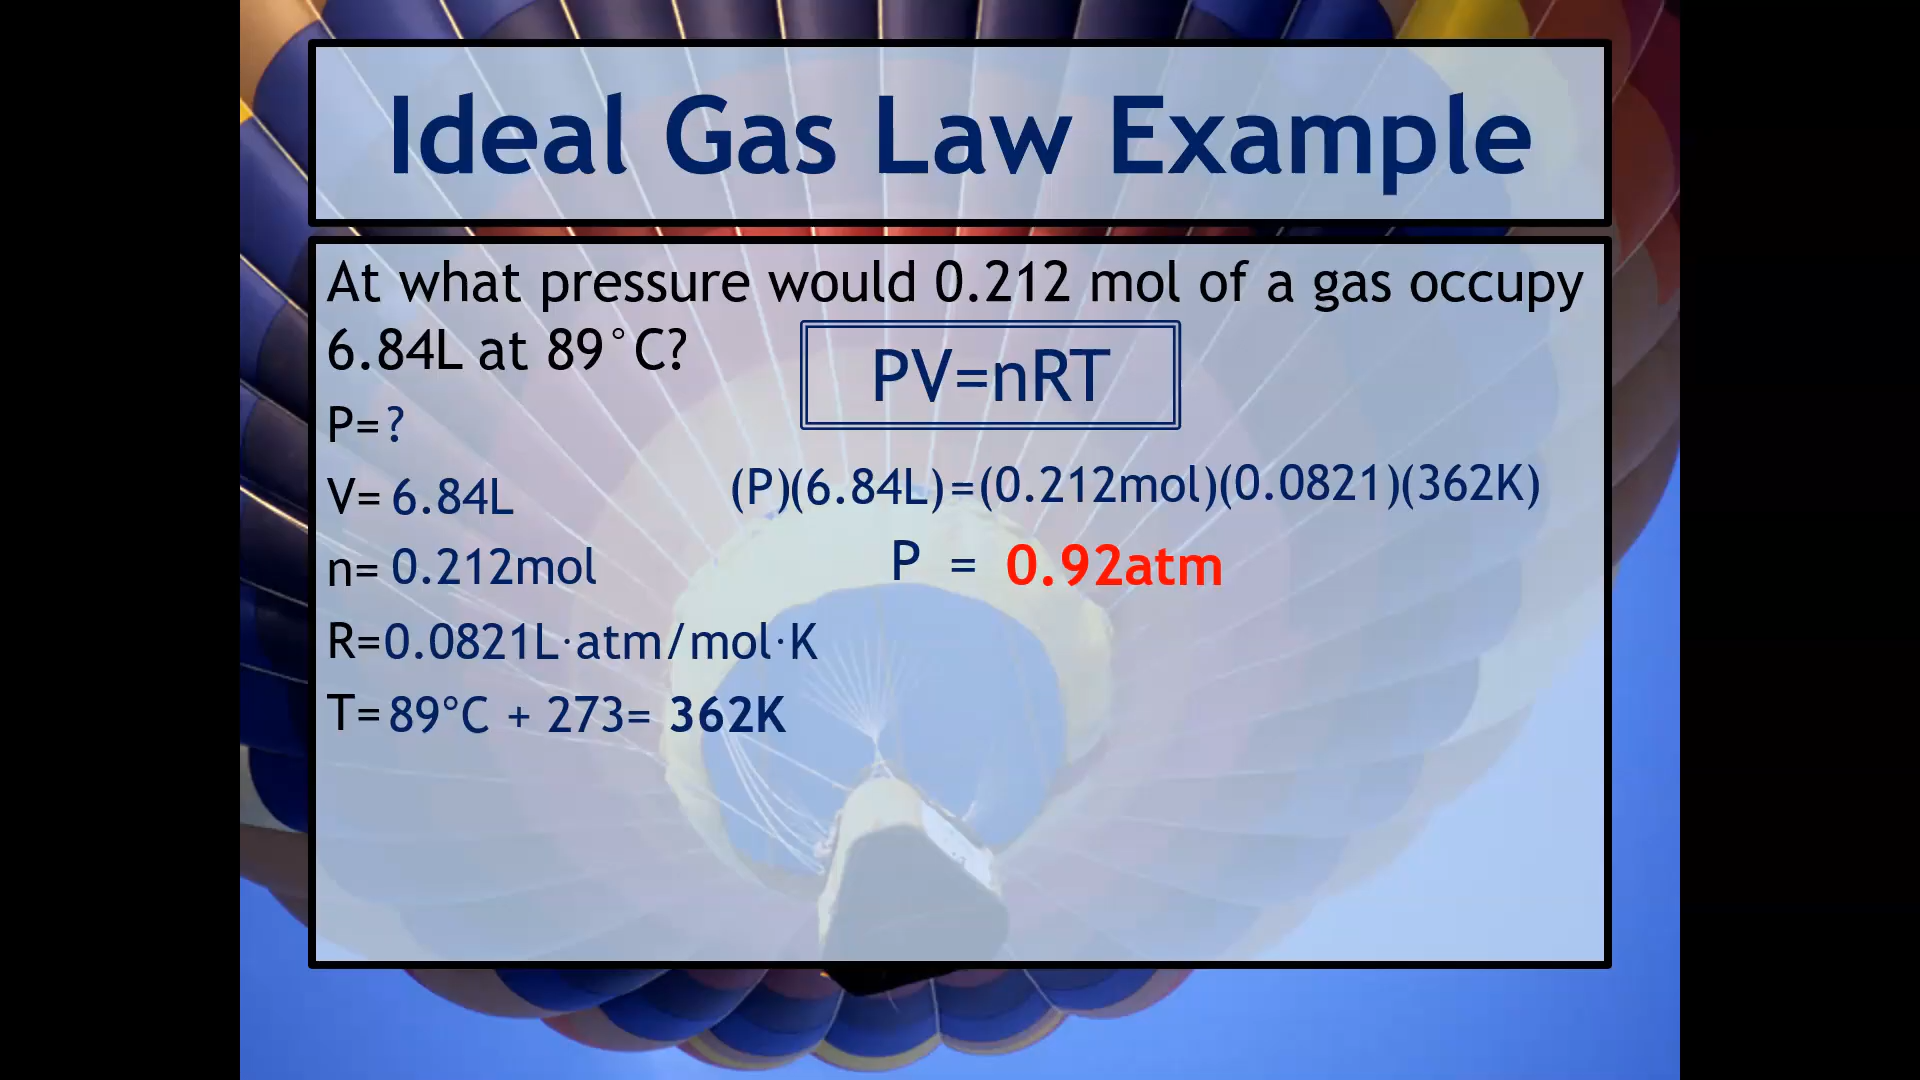 Ideal Gas Law Example
At what pressure would 0.212 mol of a gas occupy
6.84L at 89°C?
PV=nRT
P=?
V= 6.84L
(P)(6.84L)=(0.212mol)(0.0821)(362K)
n= 0.212mol
P = 0.92atm
R=0.0821L·atm/mol·K
T=89°C + 273= 362K